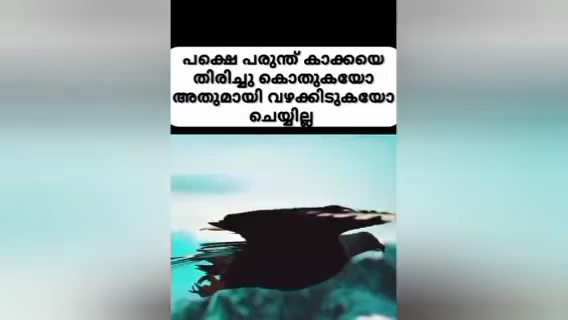 പക്ഷെ പരുന്ത് കാക്കയെ
തിരിച്ചു കൊതുകയോ
അതുമായി വഴക്കിടുകയോ
ചെയ്യില്ല